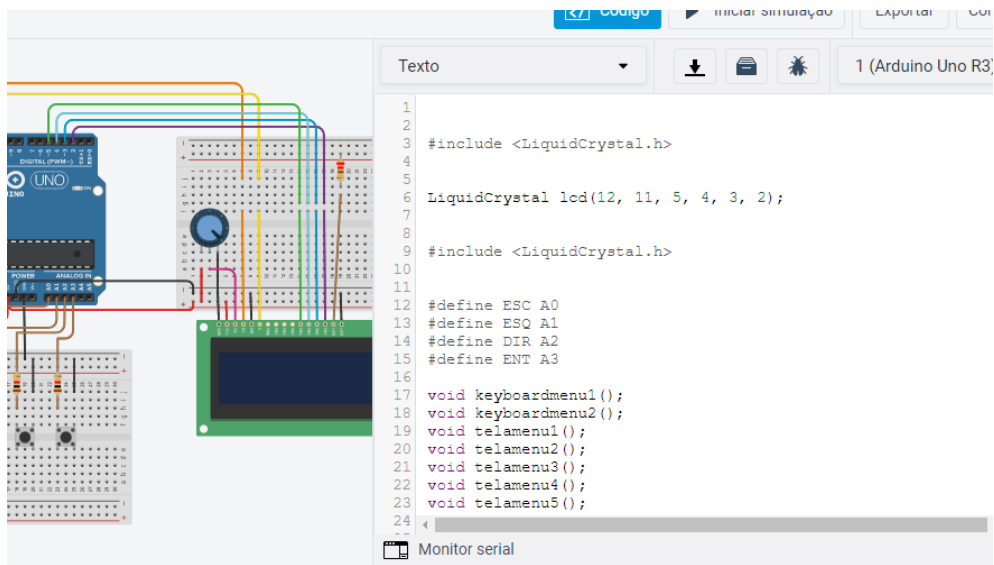 Código
Iniciar simulação
Exportar
Texto
1 (Arduino Uno R3)
DIGITAL (PWM~)
UNO
POWER
ANALOG IN
1
2
3 #include <LiquidCrystal.h>
4
5
6 LiquidCrystal lcd(12, 11, 5, 4, 3, 2);
7
8
9 #include <LiquidCrystal.h>
10
11
12 #define ESC A0
13 #define ESQ A1
14 #define DIR A2
15 #define ENT A3
16
17 void keyboardmenu1();
18 void keyboardmenu2();
19 void telamenu1();
20 void telamenu2();
21 void telamenu3();
22 void telamenu4();
23 void telamenu5();
24
Monitor serial